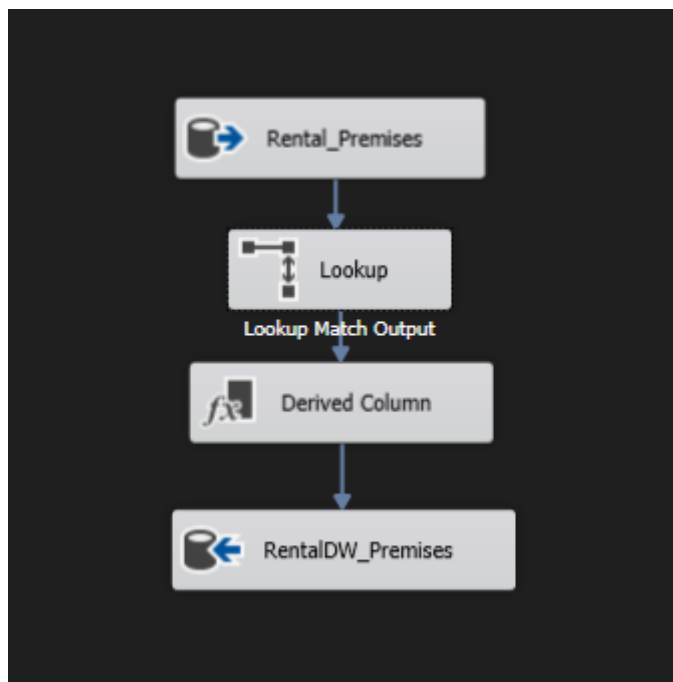 Rental_Premises
Lookup
Lookup Match Output
Derived Column
RentalDW_Premises